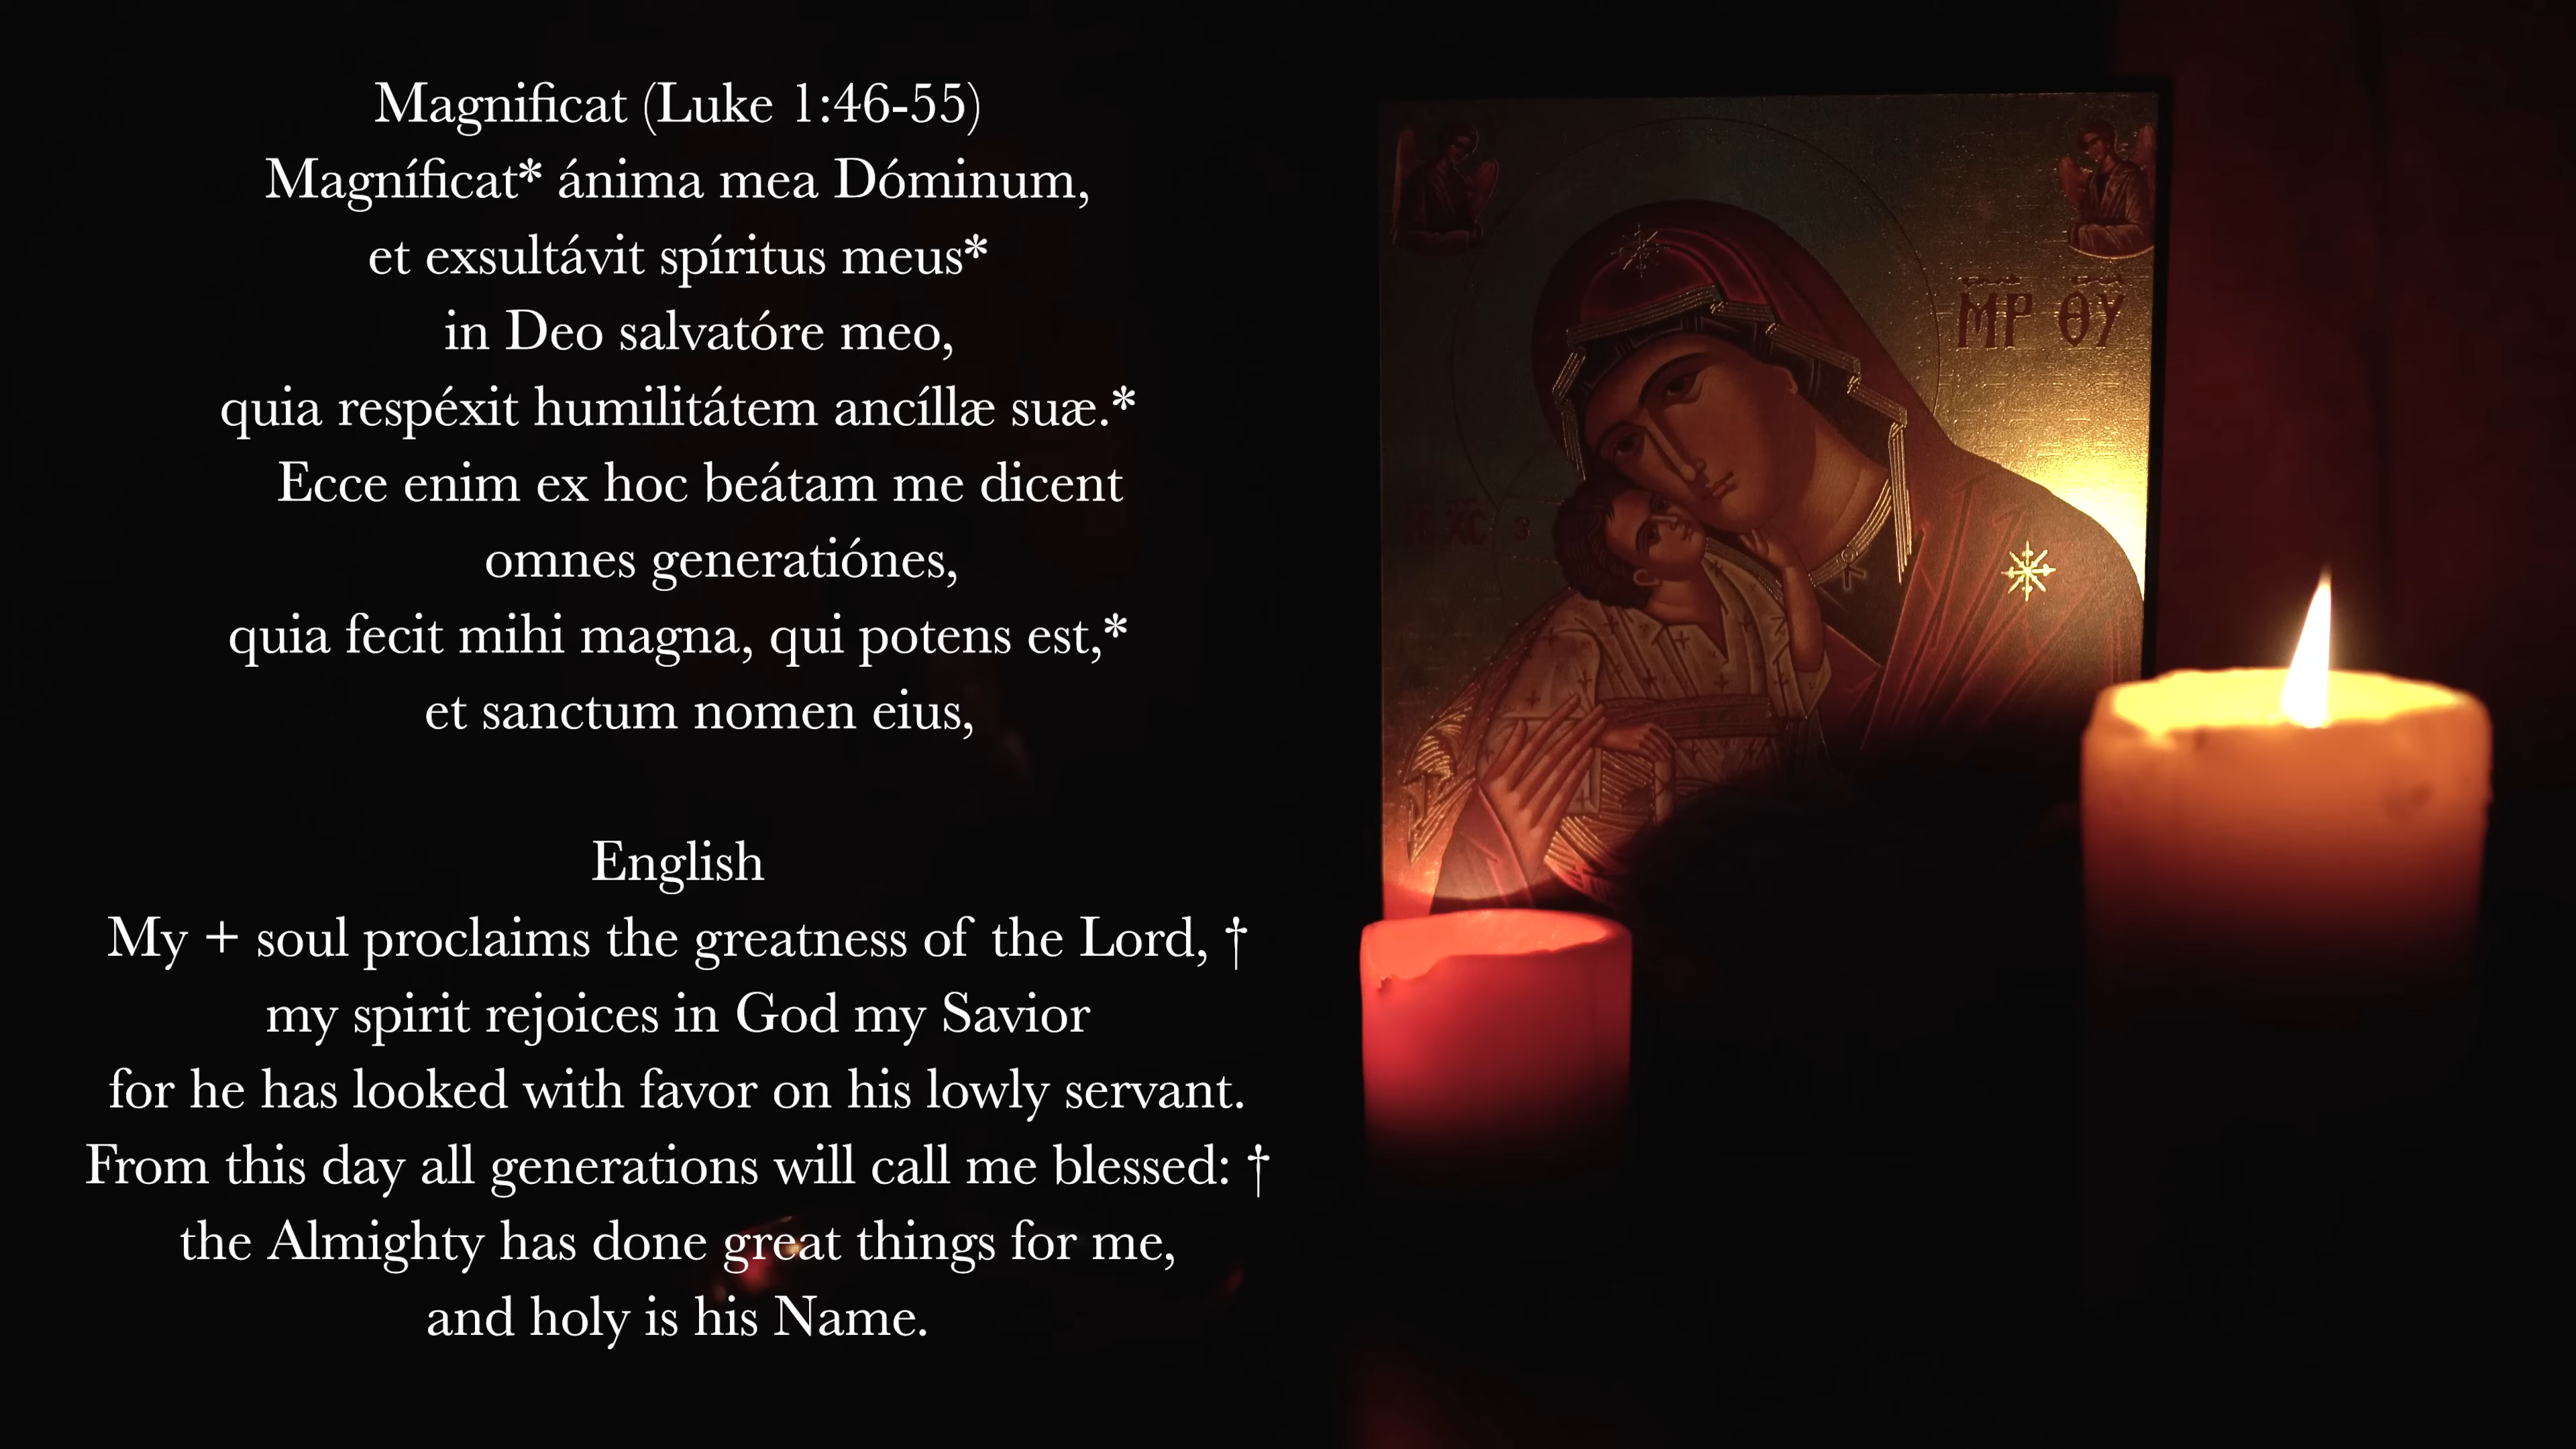 Magnificat (Luke 1:46-55)
Magníficat* ánima mea Dóminum,
et exsultávit spíritus meus*
in Deo salvatóre meo,
quia respéxit humilitátem ancíllæ suæ.*
Ecce enim ex hoc beátam me dicent
omnes generatiónes,
quia fecit mihi magna, qui potens est,*
et sanctum nomen eius,
English
My + soul proclaims the greatness of the Lord, †
my spirit rejoices in God my Savior
for he has looked with favor on his lowly servant.
From this day all generations will call me blessed: †
the Almighty has done great things for me,
and holy is his Name.
ΜΡ ΘΥ